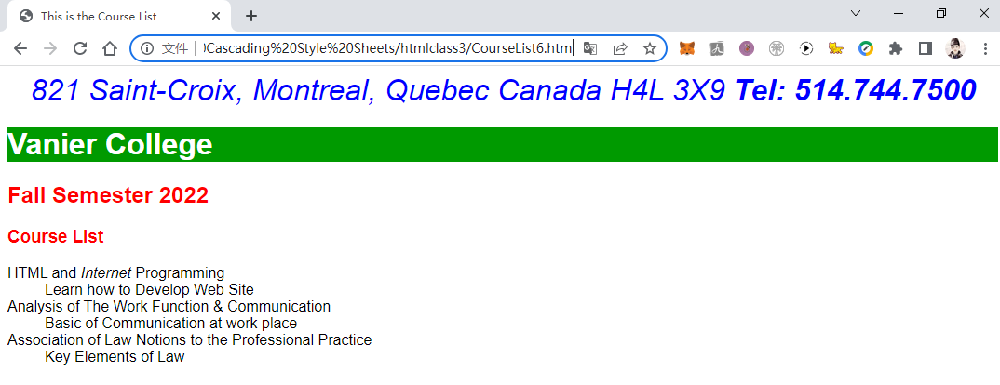 This is the Course List
文件 Cascading%20Style%20Sheets/htmlclass3/CourseList6.htm
821 Saint-Croix, Montreal, Quebec Canada H4L 3X9 Tel: 514.744.7500
Vanier College
Fall Semester 2022
Course List
HTML and Internet Programming
Learn how to Develop Web Site
Analysis of The Work Function & Communication
Basic of Communication at work place
Association of Law Notions to the Professional Practice
Key Elements of Law